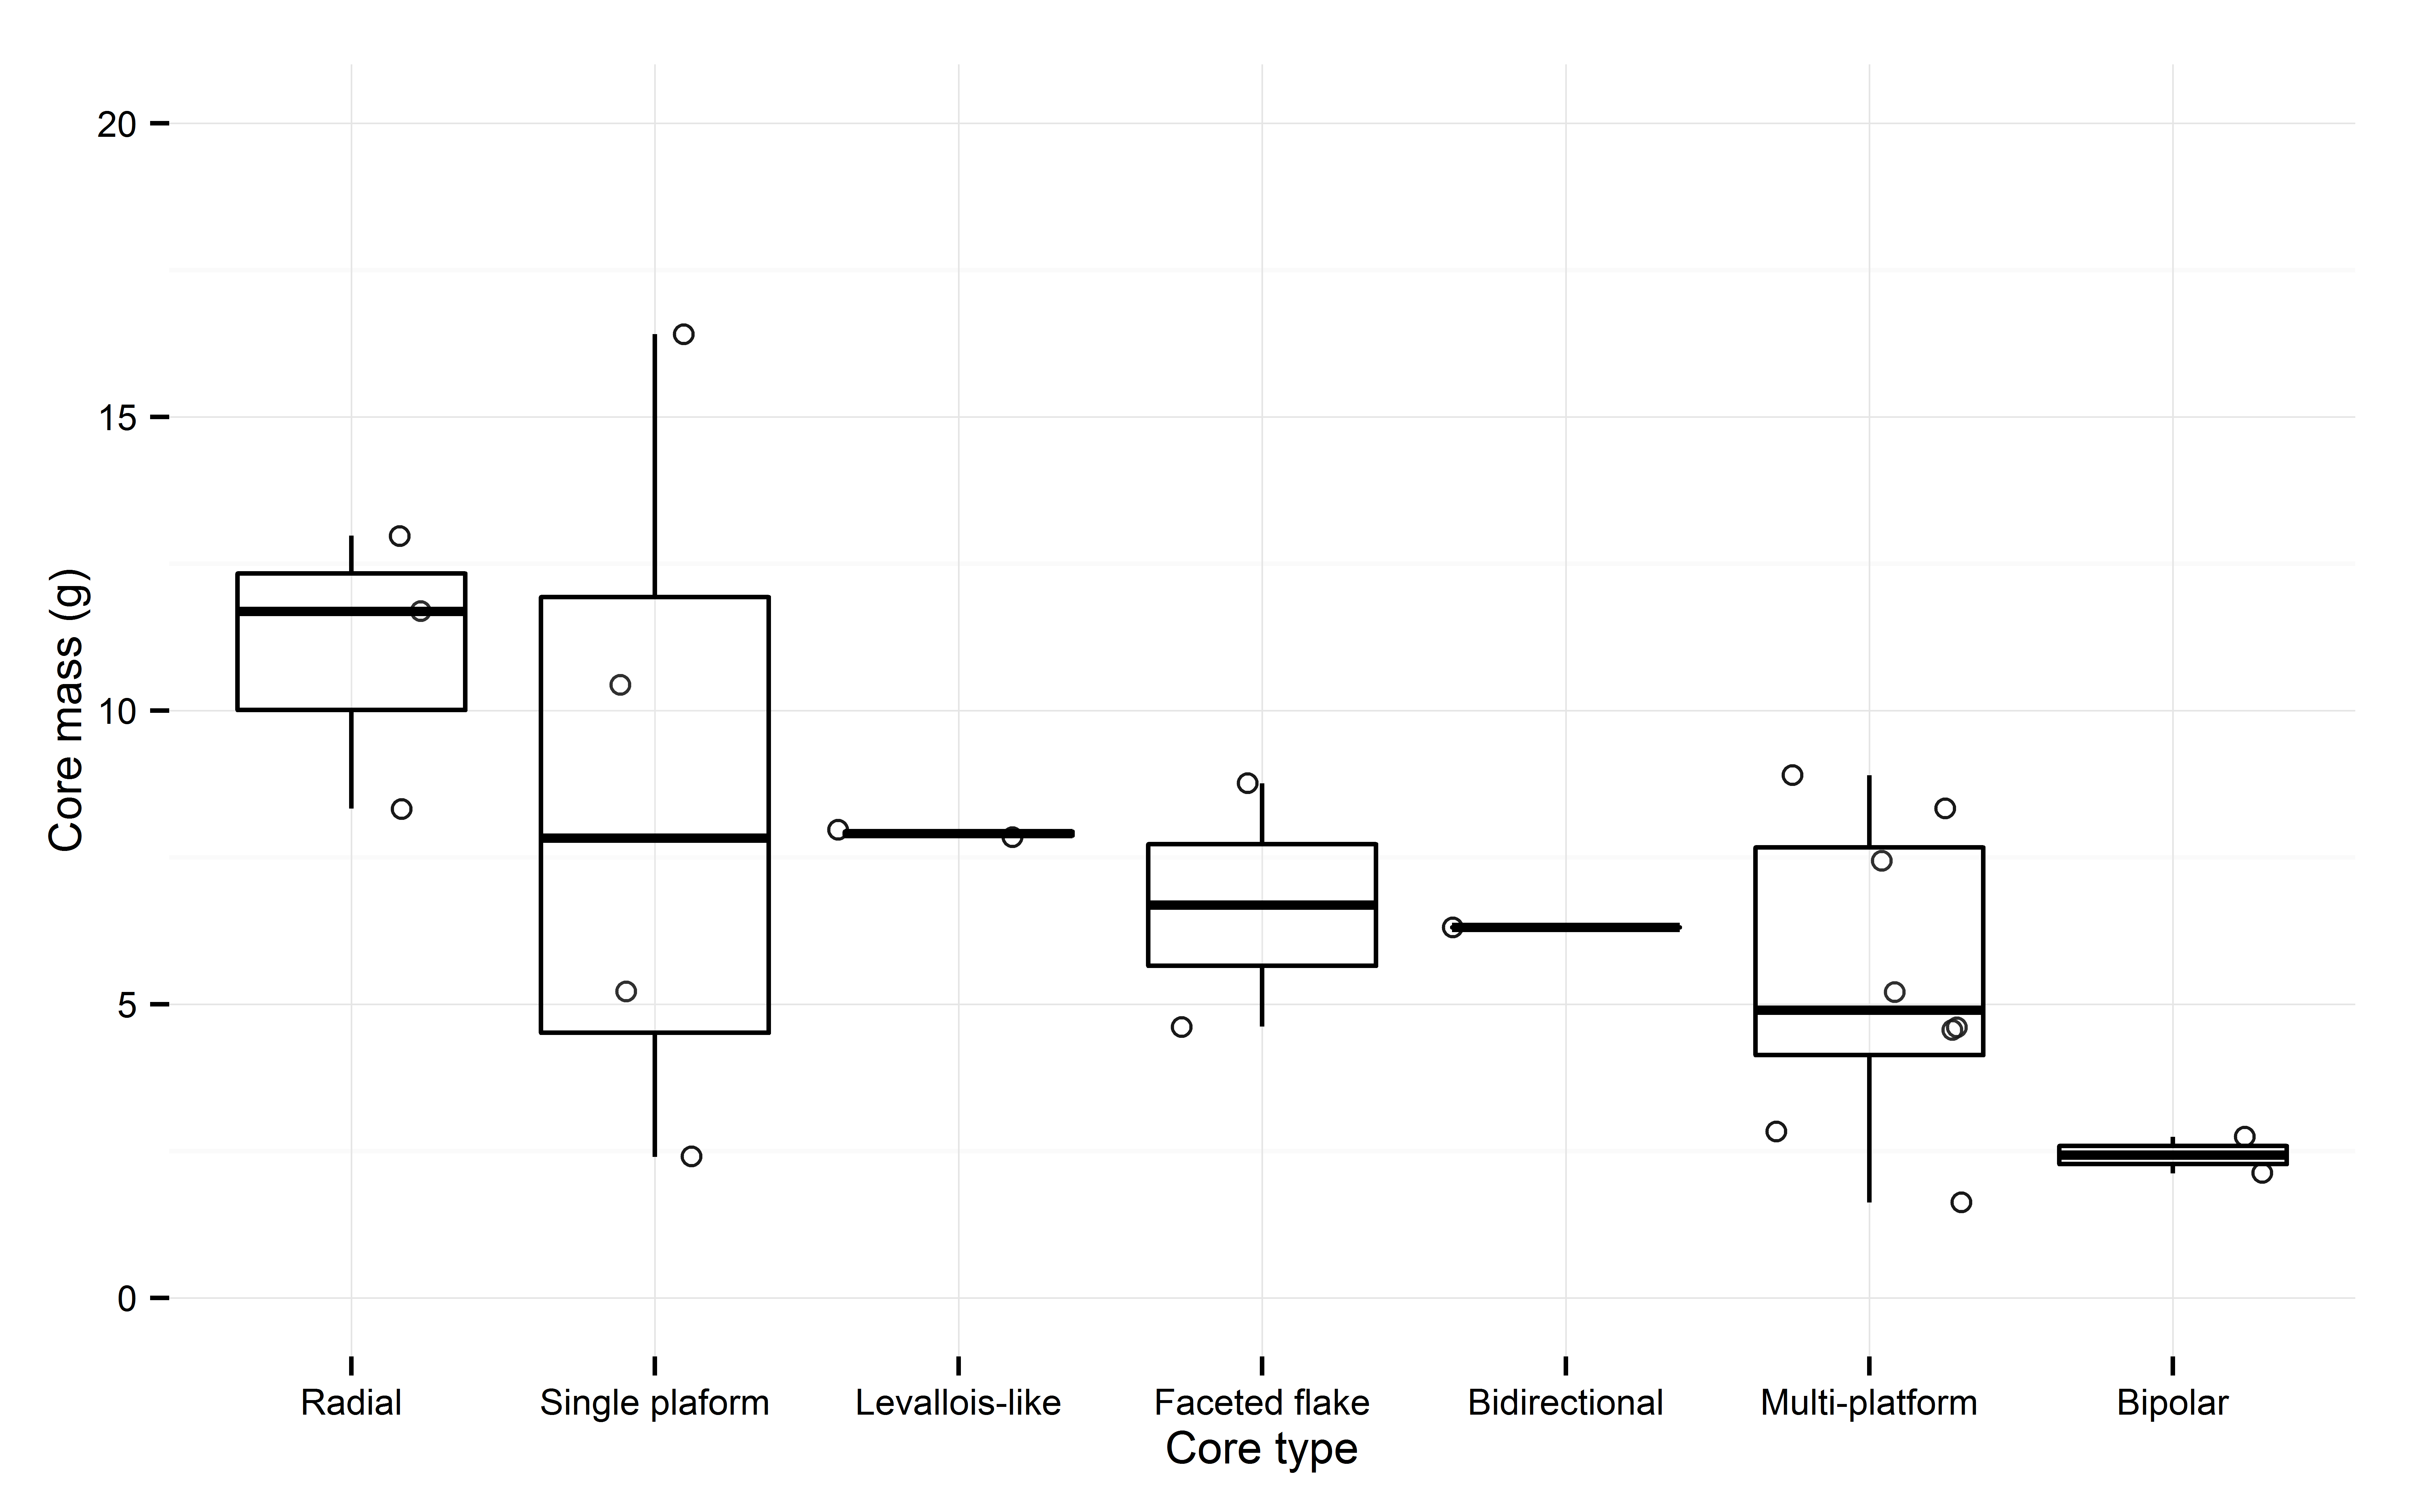 20
15
10
5
0
Core mass (g)
Radial
Single plaform
Levallois-like
Faceted flake
Bidirectional
Multi-platform
Bipolar
Core type